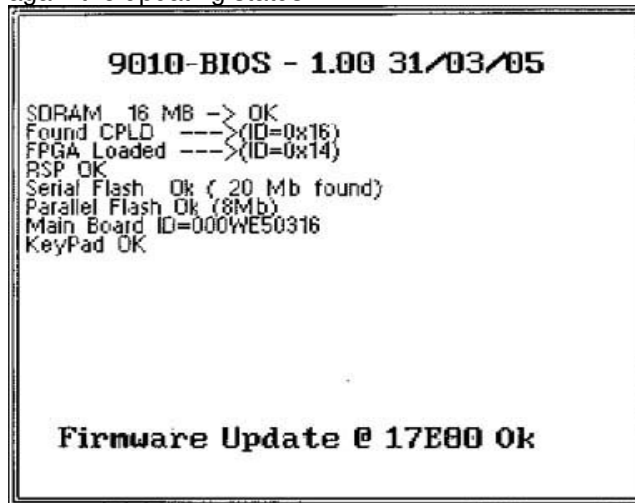 9010-BIOS - 1.00 31/03/05
SDRAM 16 MB -> OK
Found CPLD --->(ID=0x16)
FPGA Loaded --->(ID=0x14)
RSP OK
Serial Flash Ok ( 20 Mb found)
Parallel Flash Ok (8Mb)
Main Board ID=000WE50316
KeyPad OK
Firmware Update @ 17E80 Ok